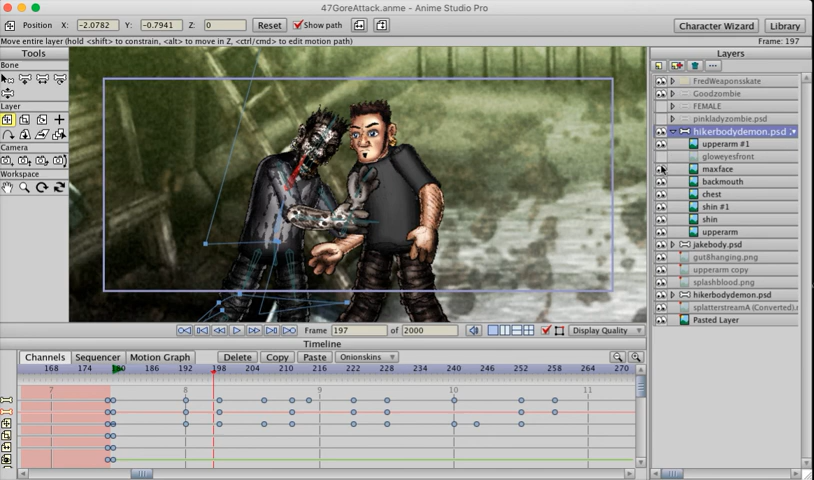 47GoreAttack.anme - Anime Studio Pro
Position X: -2.0782 Y: -0.7941 Z: 0 Reset Show path Character Wizard Library
Move entire layer (hold <shift> to constrain, <alt> to move in Z, <ctrl/cmd> to edit motion path) Frame: 197
Tools
Bone
Layer
Camera
Workspace
Layers
FredWeaponsskate
Goodzombie
FEMALE
pinkladyzombie.psd
hikerbodydemon.psd
upperarm #1
gloweyesfront
maxface
backmouth
chest
shin #1
shin
upperarm
jakebody.psd
gut8hanging.png
upperarm copy
splashblood.png
hikerbodydemon.psd
splatterstreamA (Converted)
Pasted Layer
Frame 197 of 2000 Display Quality
Timeline
Channels Sequencer Motion Graph Delete Copy Paste Onionskins
168 174 180 186 192 198 204 210 216 222 228 234 240 246 252 258 264 270
7 8 9 10 11